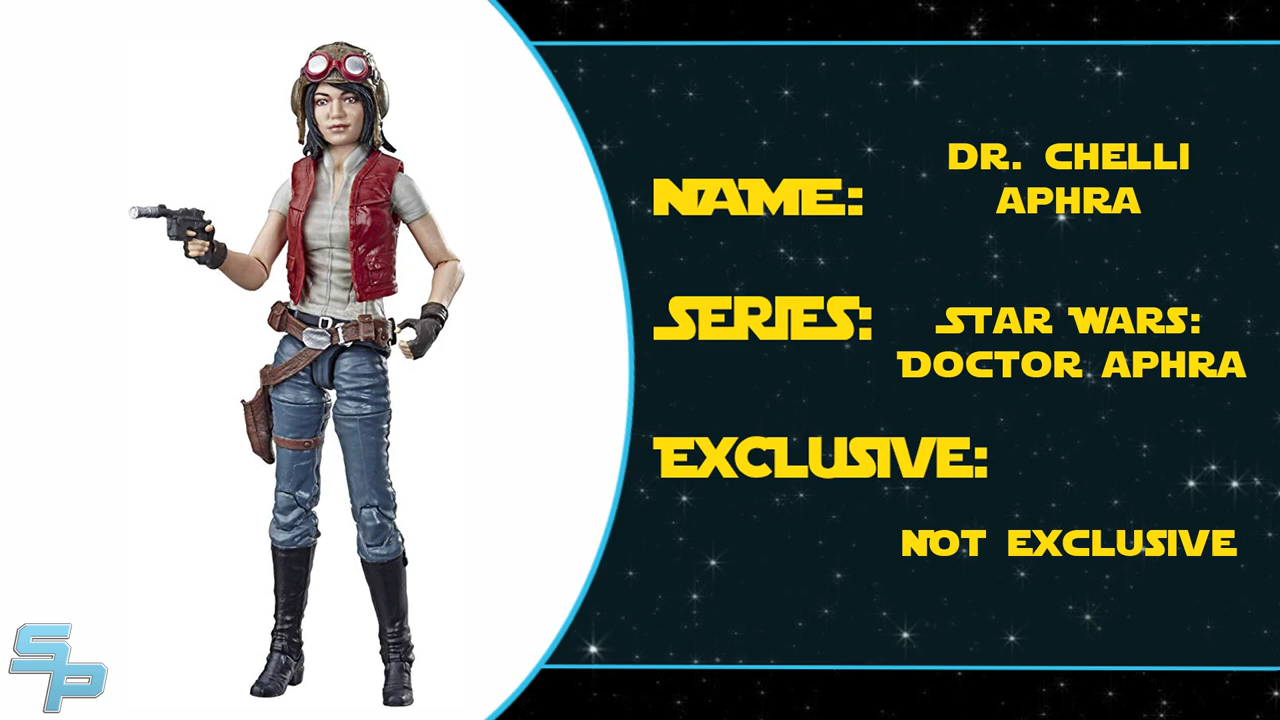 NAME:
DR. CHELLI
APHRA
SERIES:
STAR WARS:
DOCTOR APHRA
EXCLUSIVE:
NOT EXCLUSIVE
SP